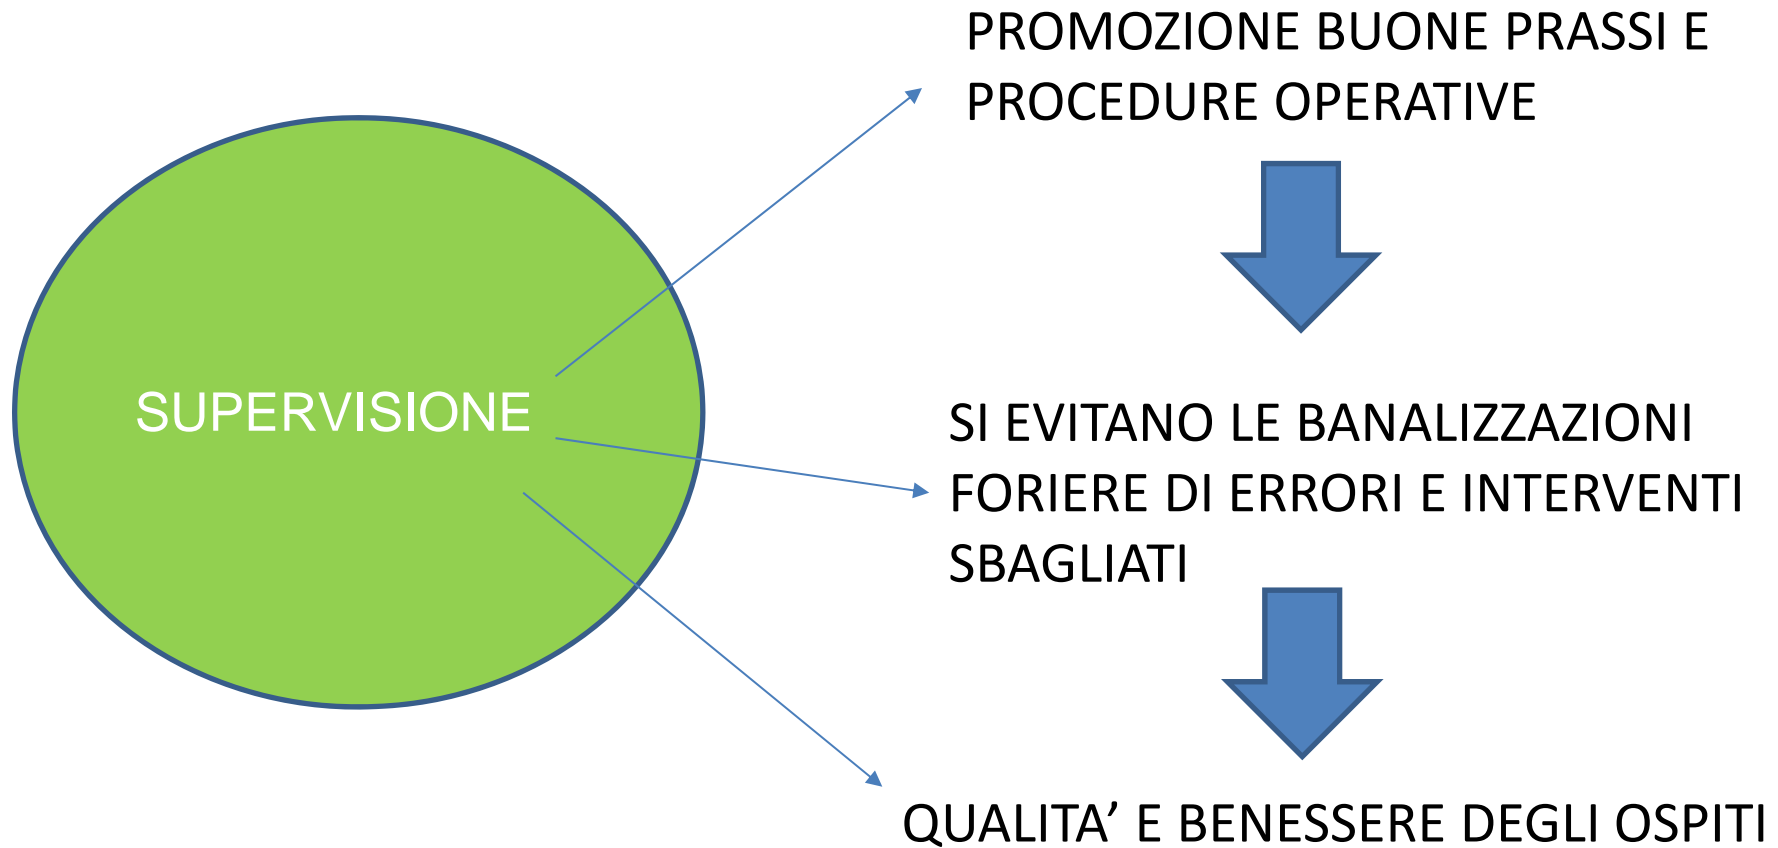 PROMOZIONE BUONE PRASSI E
PROCEDURE OPERATIVE
SUPERVISIONE
SI EVITANO LE BANALIZZAZIONI
FORIERE DI ERRORI E INTERVENTI
SBAGLIATI
QUALITA’ E BENESSERE DEGLI OSPITI